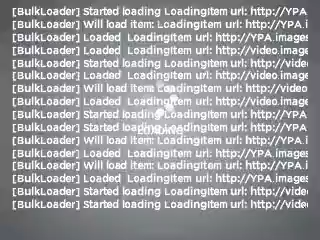 [BulkLoader] Started loading LoadingItem url: http://YPA
[BulkLoader] Will load item: LoadingItem url: http://YPA.i
[BulkLoader] Loaded LoadingItem url: http://YPA.images
[BulkLoader] Loaded LoadingItem url: http://video.image
[BulkLoader] Started loading LoadingItem url: http://vide
[BulkLoader] Loaded LoadingItem url: http://video.image
[BulkLoader] Will load item: LoadingItem url: http://video
[BulkLoader] Loaded LoadingItem url: http://video.image
[BulkLoader] Started loading LoadingItem url: http://YPA
[BulkLoader] Started loading LoadingItem url: http://YPA
[BulkLoader] Will load item: LoadingItem url: http://YPA.i
[BulkLoader] Loaded LoadingItem url: http://YPA.images
[BulkLoader] Will load item: LoadingItem url: http://YPA.i
[BulkLoader] Loaded LoadingItem url: http://YPA.images
[BulkLoader] Started loading LoadingItem url: http://vide
[BulkLoader] Started loading LoadingItem url: http://vide